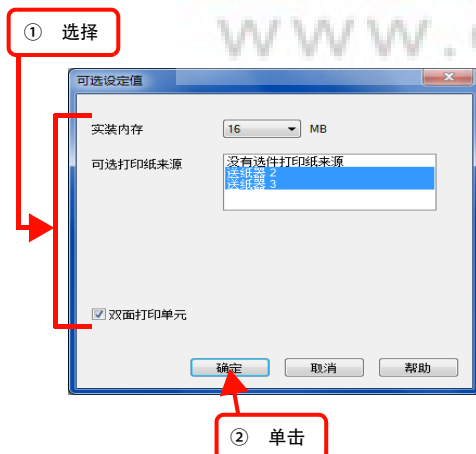 ① 选择
www.
可选设定值
实装内存 16 MB
可选打印纸来源 没有选件打印纸来源
送纸器 2
送纸器 3
双面打印单元
确定 取消 帮助
② 单击